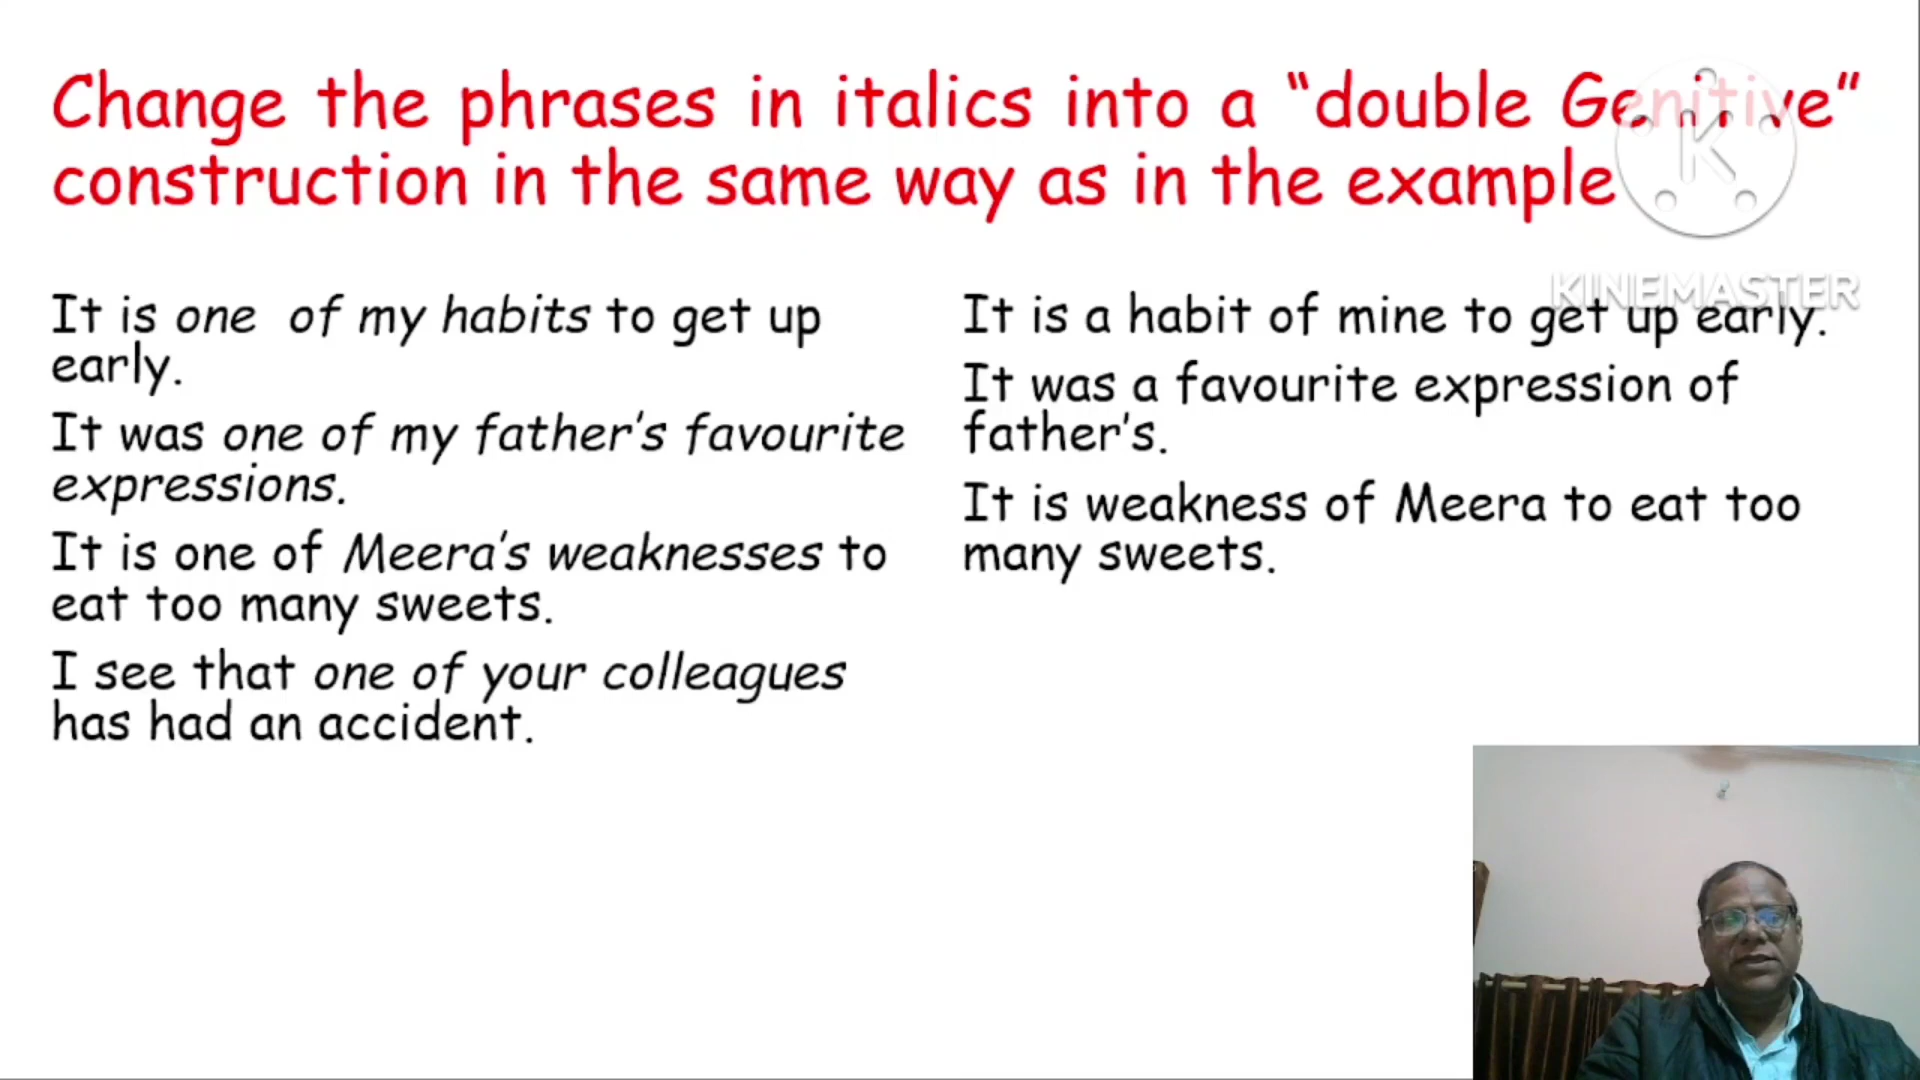 Change the phrases in italics into a “double Genitive”
construction in the same way as in the example
KINEMASTER
It is one of my habits to get up
early.
It was one of my father's favourite
expressions.
It is one of Meera's weaknesses to
eat too many sweets.
I see that one of your colleagues
has had an accident.
It is a habit of mine to get up early.
It was a favourite expression of
father's.
It is weakness of Meera to eat too
many sweets.